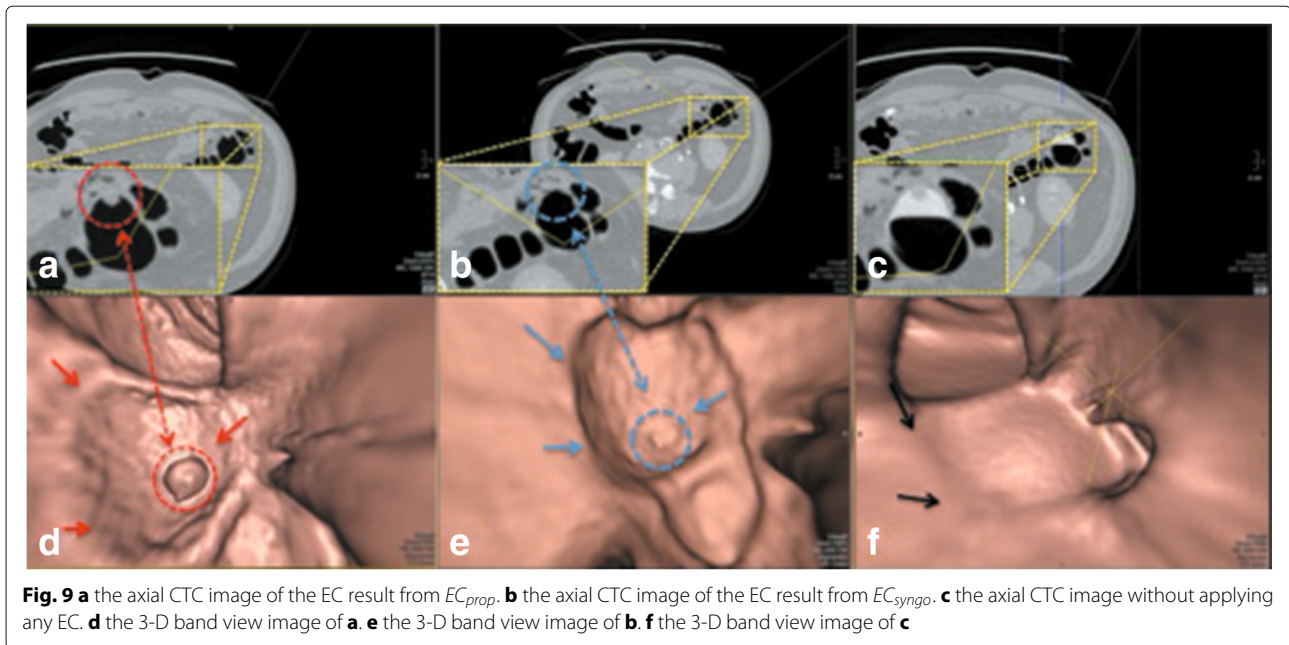 a
b
c
d
e
f
Fig. 9 a the axial CTC image of the EC result from ECprop. b the axial CTC image of the EC result from ECsyngo. c the axial CTC image without applying
any EC. d the 3-D band view image of a. e the 3-D band view image of b. f the 3-D band view image of c